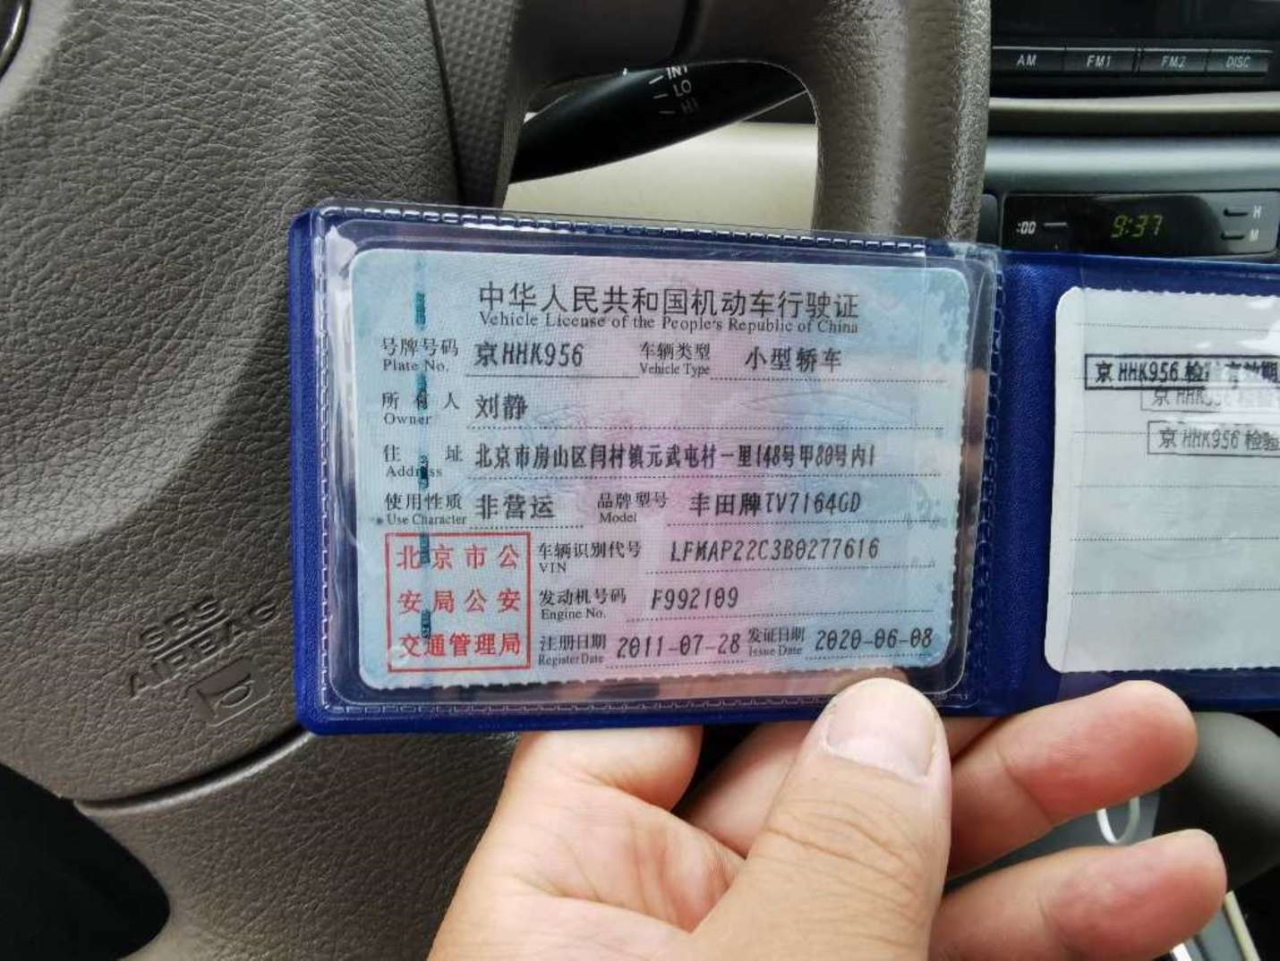 INT
LO
HI
AM FM1 FM2 DISC
:00 9:37 H
M
中华人民共和国机动车行驶证
Vehicle License of the People's Republic of China
号牌号码 京HHK956 车辆类型 小型轿车
Plate No. Vehicle Type
所有人 刘静
Owner
住址 北京市房山区闫村镇元武屯村一里148号甲80号内1
Address
使用性质 非营运 品牌型号 丰田牌TV7164GD
Use Character Model
北京市公安局公安交通管理局
车辆识别代号 LFMAP22C3B0277616
VIN
发动机号码 F992109
Engine No.
注册日期 2011-07-28 发证日期 2020-06-08
Register Date Issue Date
京HHK956 检 有效期
京HHK956
京HHK956 检验
SRS
AIRBAG